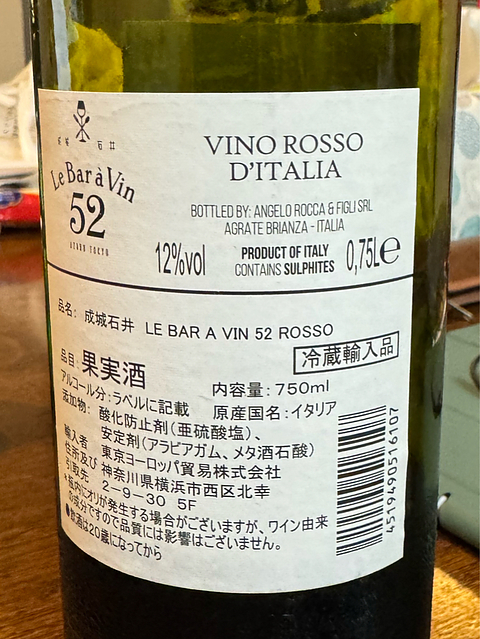 成城 石井
Le Bar à Vin
52
AZABU TOKYO
VINO ROSSO
D'ITALIA
BOTTLED BY: ANGELO ROCCA & FIGLI SRL
AGRATE BRIANZA - ITALIA
12%vol
PRODUCT OF ITALY
CONTAINS SULPHITES
0,75L e
品名: 成城石井 LE BAR A VIN 52 ROSSO
品目: 果実酒
冷蔵輸入品
アルコール分:ラベルに記載 内容量:750ml
添加物: 酸化防止剤(亜硫酸塩)、 原産国名:イタリア
安定剤(アラビアガム、メタ酒石酸)
輸入者 東京ヨーロッパ貿易株式会社
住所及び 神奈川県横浜市西区北幸
引取先 2-9-30 5F
*瓶内にオリが発生する場合がございますが、ワイン由来
の成分ですので品質には影響はございません。
●飲酒は20歳になってから
4519490516107